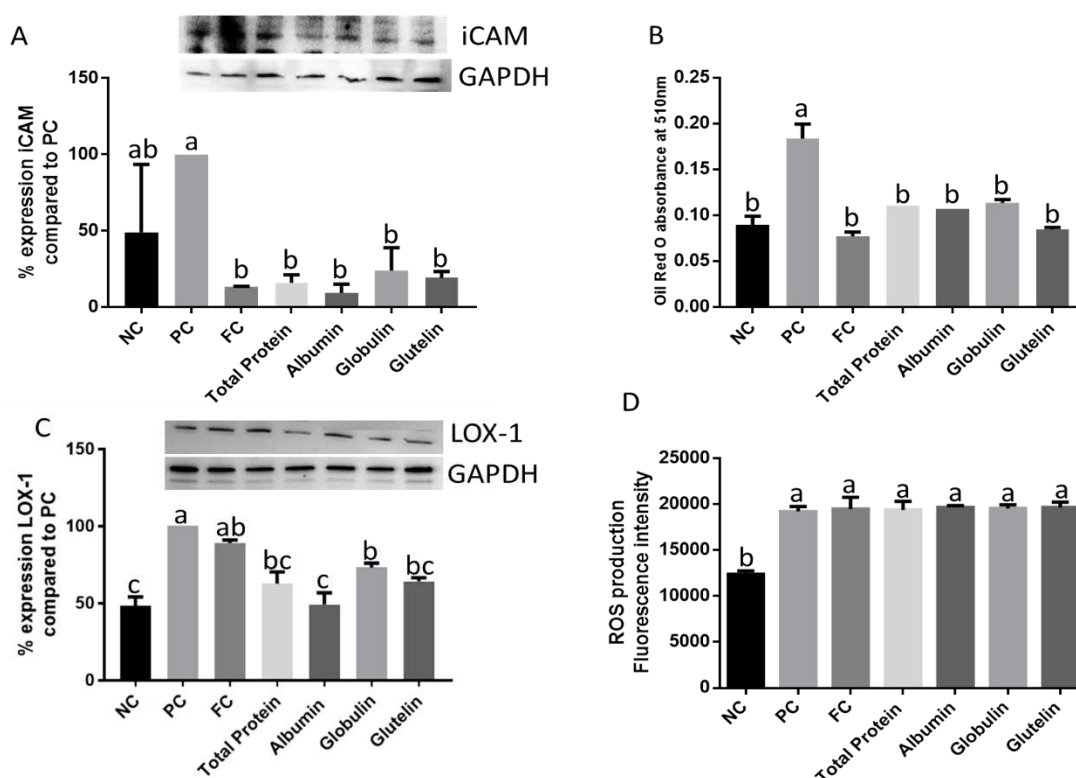 A
iCAM
GAPDH
% expression iCAM
compared to PC
150
100
50
0
ab
a
b
b
b
b
b
NC
PC
FC
Total Protein
Albumin
Globulin
Glutelin
B
Oil Red O absorbance at 510nm
0.25
0.20
0.15
0.10
0.05
0.00
b
a
b
b
b
b
b
NC
PC
FC
Total Protein
Albumin
Globulin
Glutelin
C
LOX-1
GAPDH
% expression LOX-1
compared to PC
150
100
50
0
c
a
ab
bc
c
b
bc
NC
PC
FC
Total Protein
Albumin
Globulin
Glutelin
D
ROS production
Fluorescence intensity
25000
20000
15000
10000
5000
0
b
a
a
a
a
a
a
NC
PC
FC
Total Protein
Albumin
Globulin
Glutelin